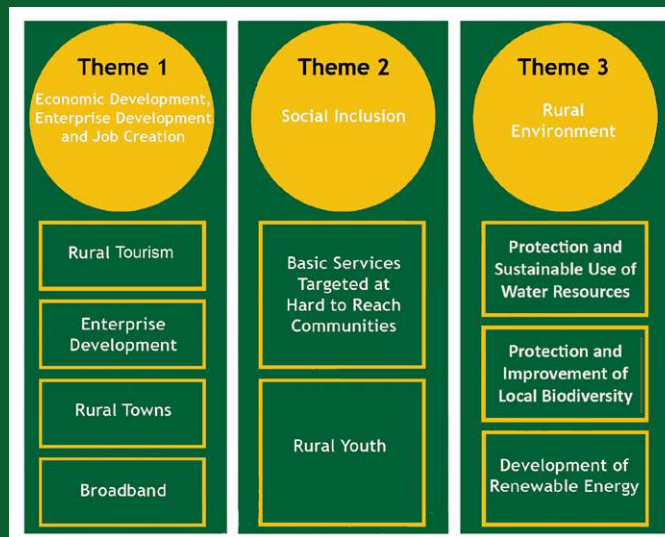 Theme 1
Economic Development,
Enterprise Development
and Job Creation
Rural Tourism
Enterprise
Development
Rural Towns
Broadband
Theme 2
Social Inclusion
Basic Services
Targeted at
Hard to Reach
Communities
Rural Youth
Theme 3
Rural
Environment
Protection and
Sustainable Use of
Water Resources
Protection and
Improvement of
Local Biodiversity
Development of
Renewable Energy